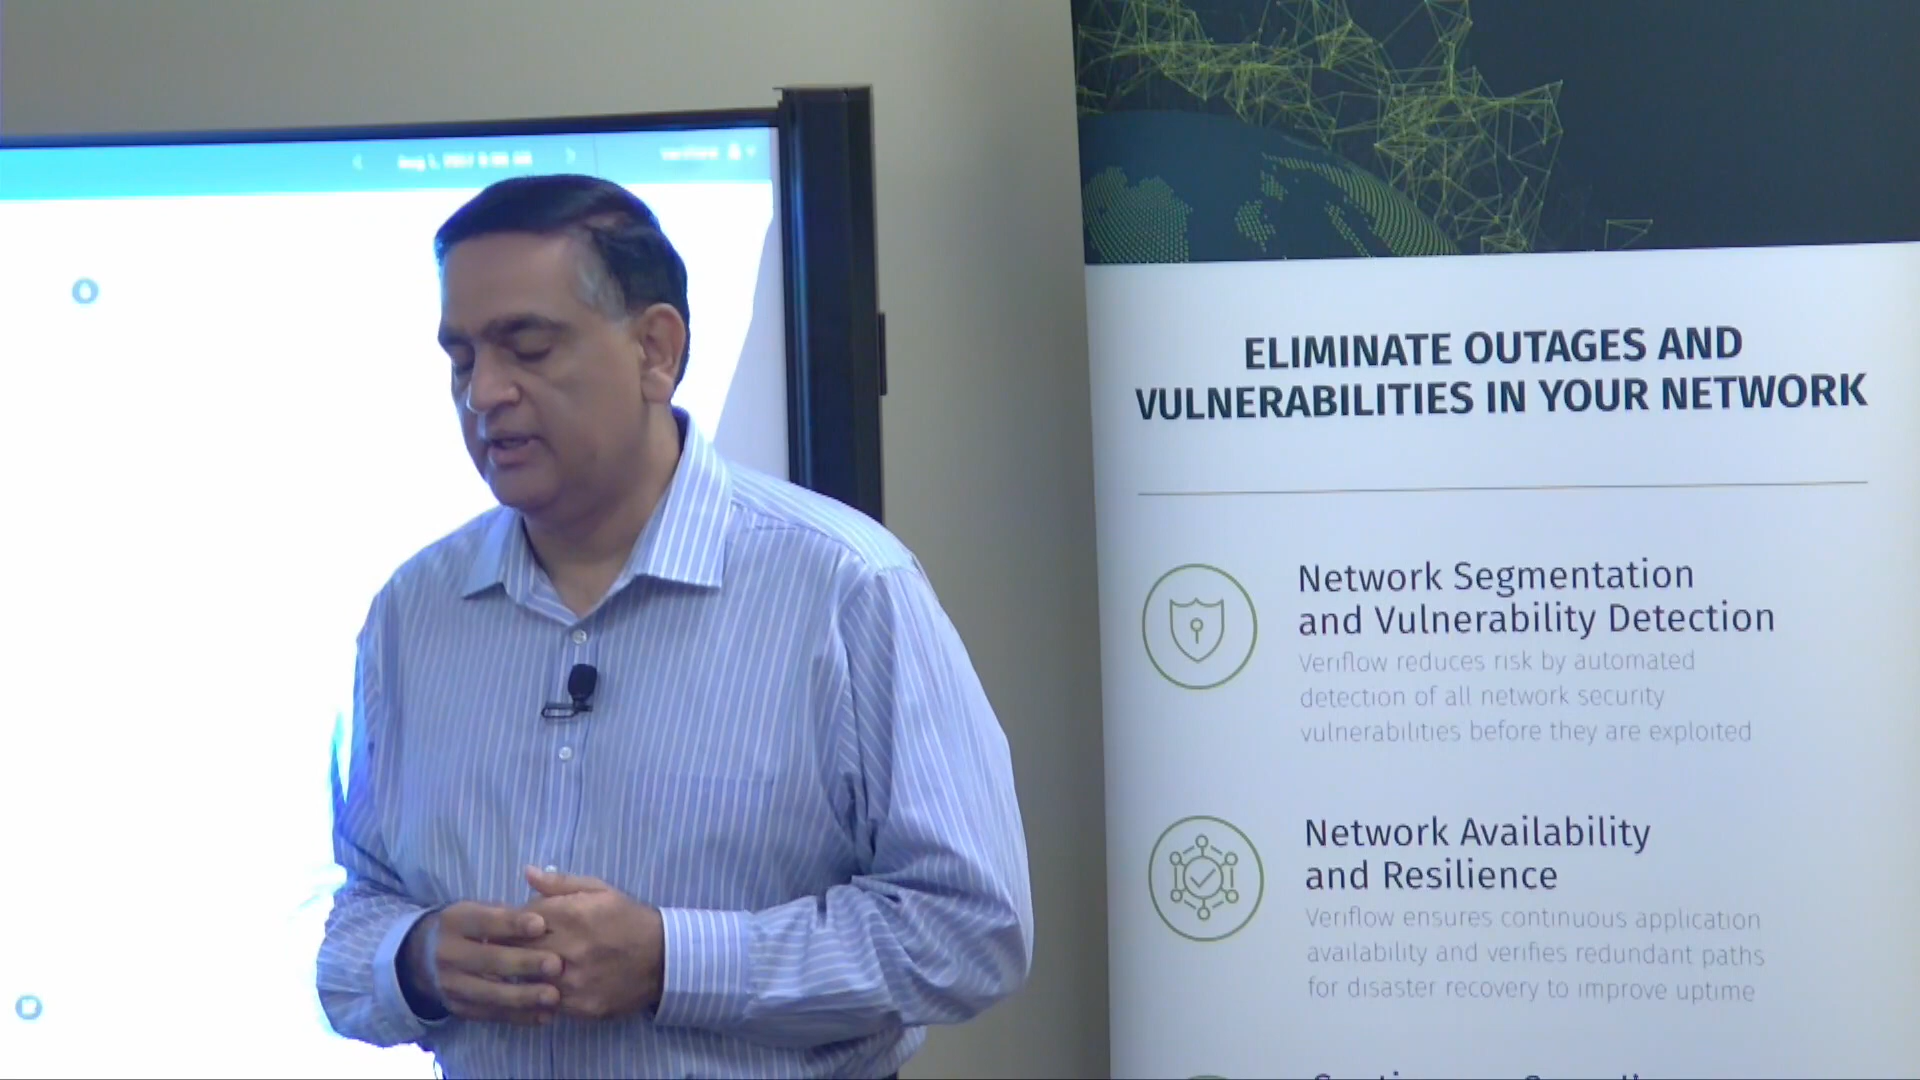 Veriflow
ELIMINATE OUTAGES AND
VULNERABILITIES IN YOUR NETWORK
Network Segmentation
and Vulnerability Detection
Veriflow reduces risk by automated
detection of all network security
vulnerabilities before they are exploited
Network Availability
and Resilience
Veriflow ensures continuous application
availability and verifies redundant paths
for disaster recovery to improve uptime